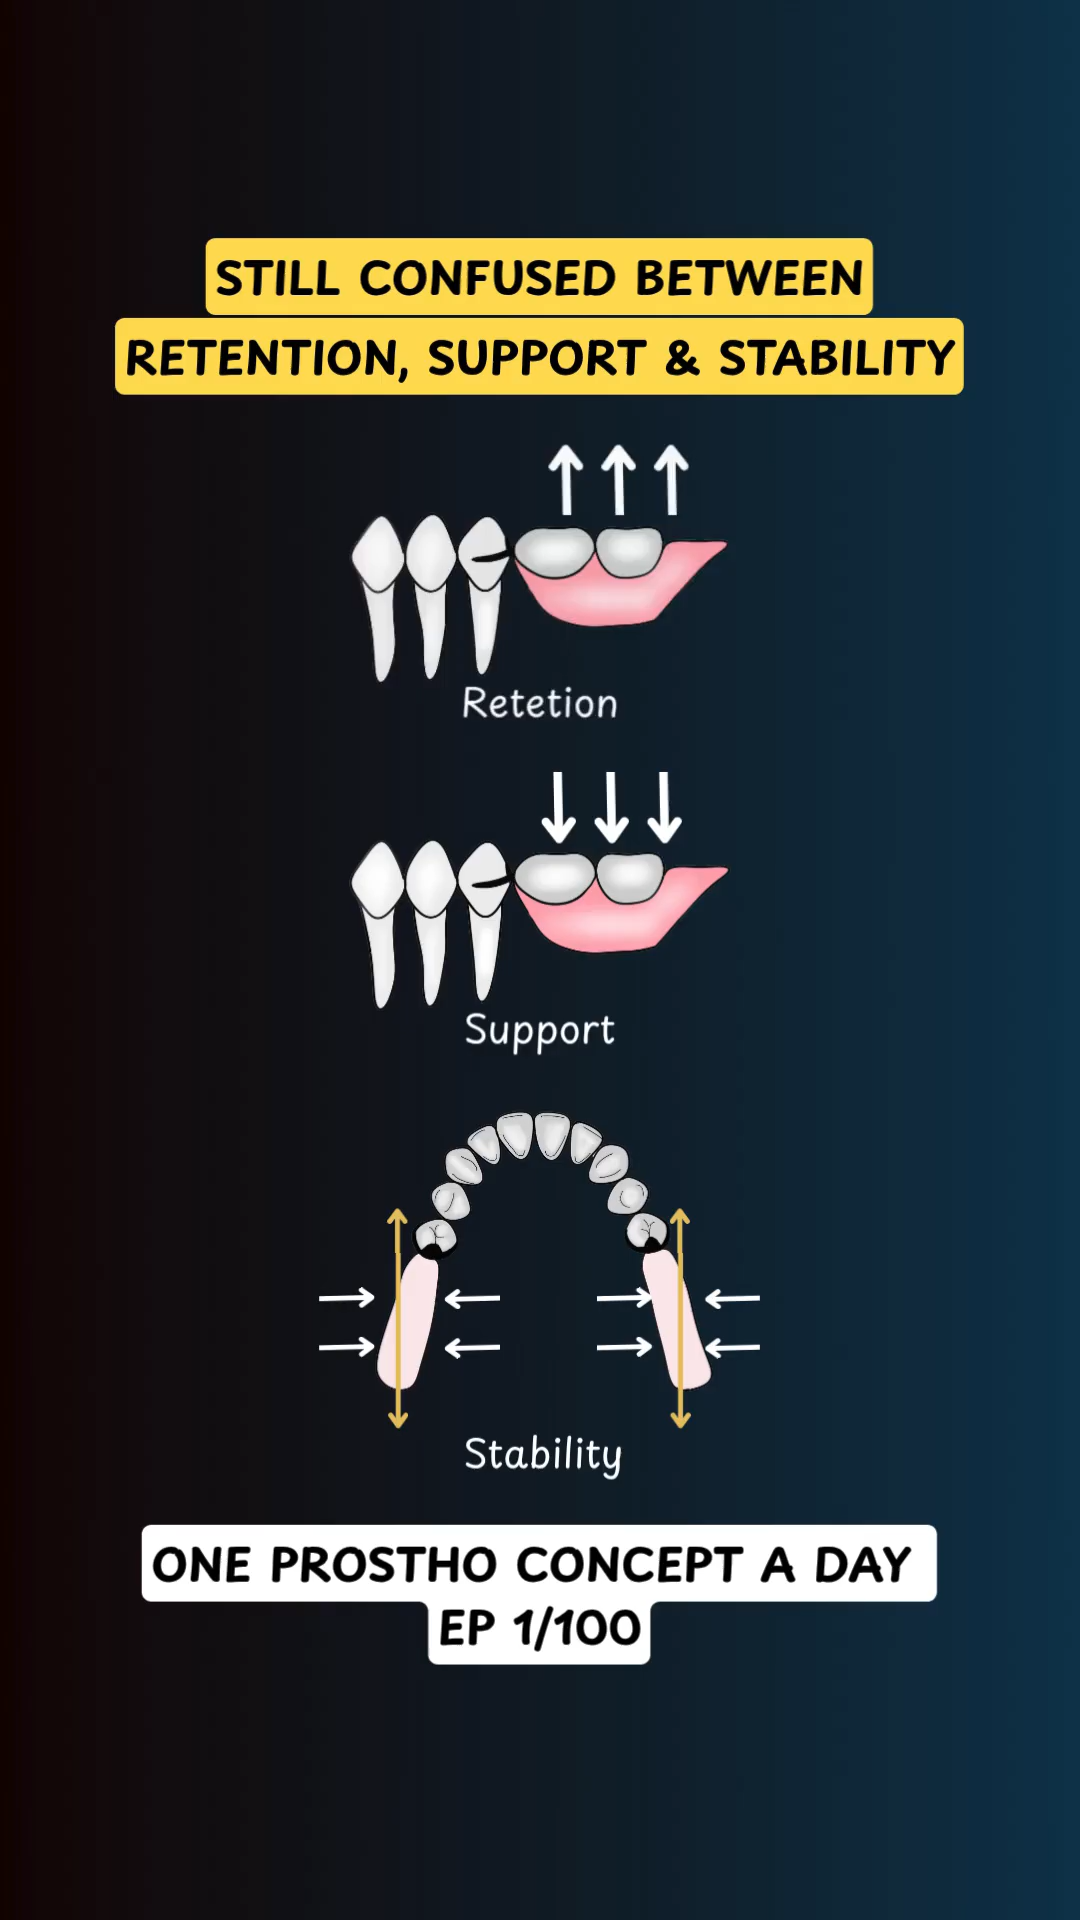 STILL CONFUSED BETWEEN
RETENTION, SUPPORT & STABILITY
Retetion
Support
Stability
ONE PROSTHO CONCEPT A DAY
EP 1/100